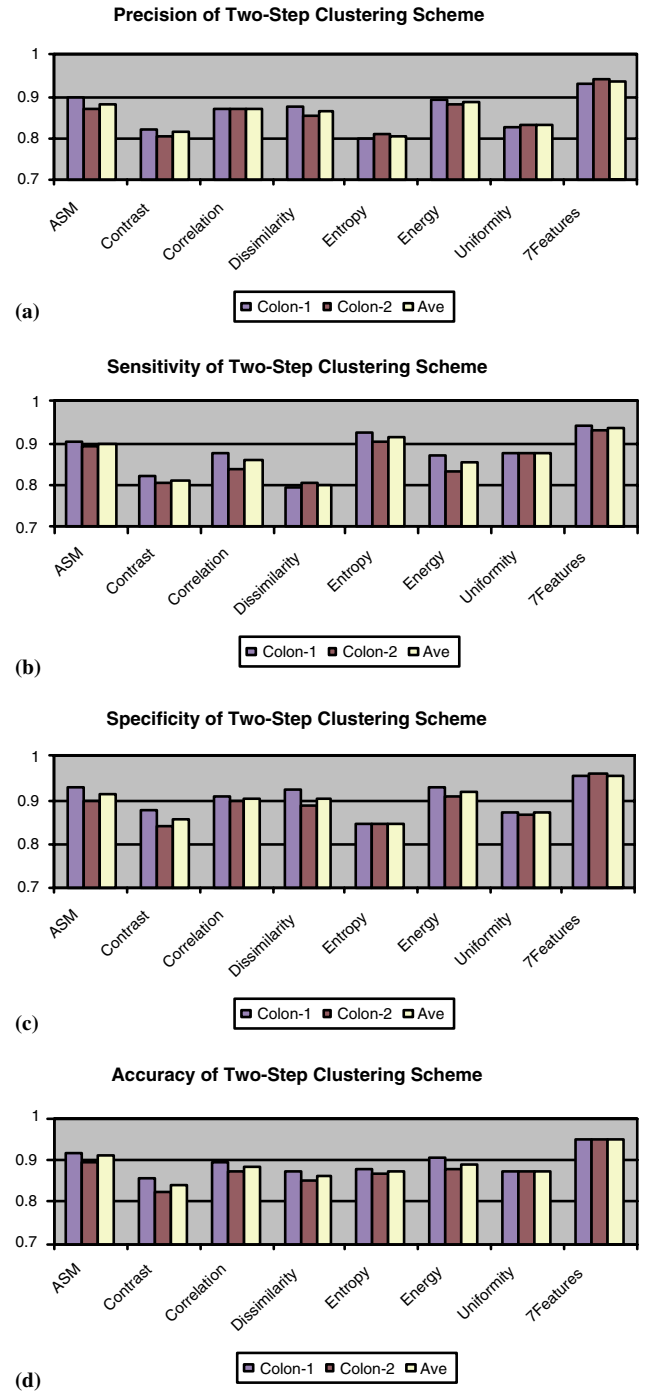 Precision of Two-Step Clustering Scheme
1
0.9
0.8
0.7
ASM
Contrast
Correlation
Dissimilarity
Entropy
Energy
Uniformity
7Features
(a)
Colon-1 Colon-2 Ave
Sensitivity of Two-Step Clustering Scheme
1
0.9
0.8
0.7
ASM
Contrast
Correlation
Dissimilarity
Entropy
Energy
Uniformity
7Features
(b)
Colon-1 Colon-2 Ave
Specificity of Two-Step Clustering Scheme
1
0.9
0.8
0.7
ASM
Contrast
Correlation
Dissimilarity
Entropy
Energy
Uniformity
7Features
(c)
Colon-1 Colon-2 Ave
Accuracy of Two-Step Clustering Scheme
1
0.9
0.8
0.7
ASM
Contrast
Correlation
Dissimilarity
Entropy
Energy
Uniformity
7Features
(d)
Colon-1 Colon-2 Ave